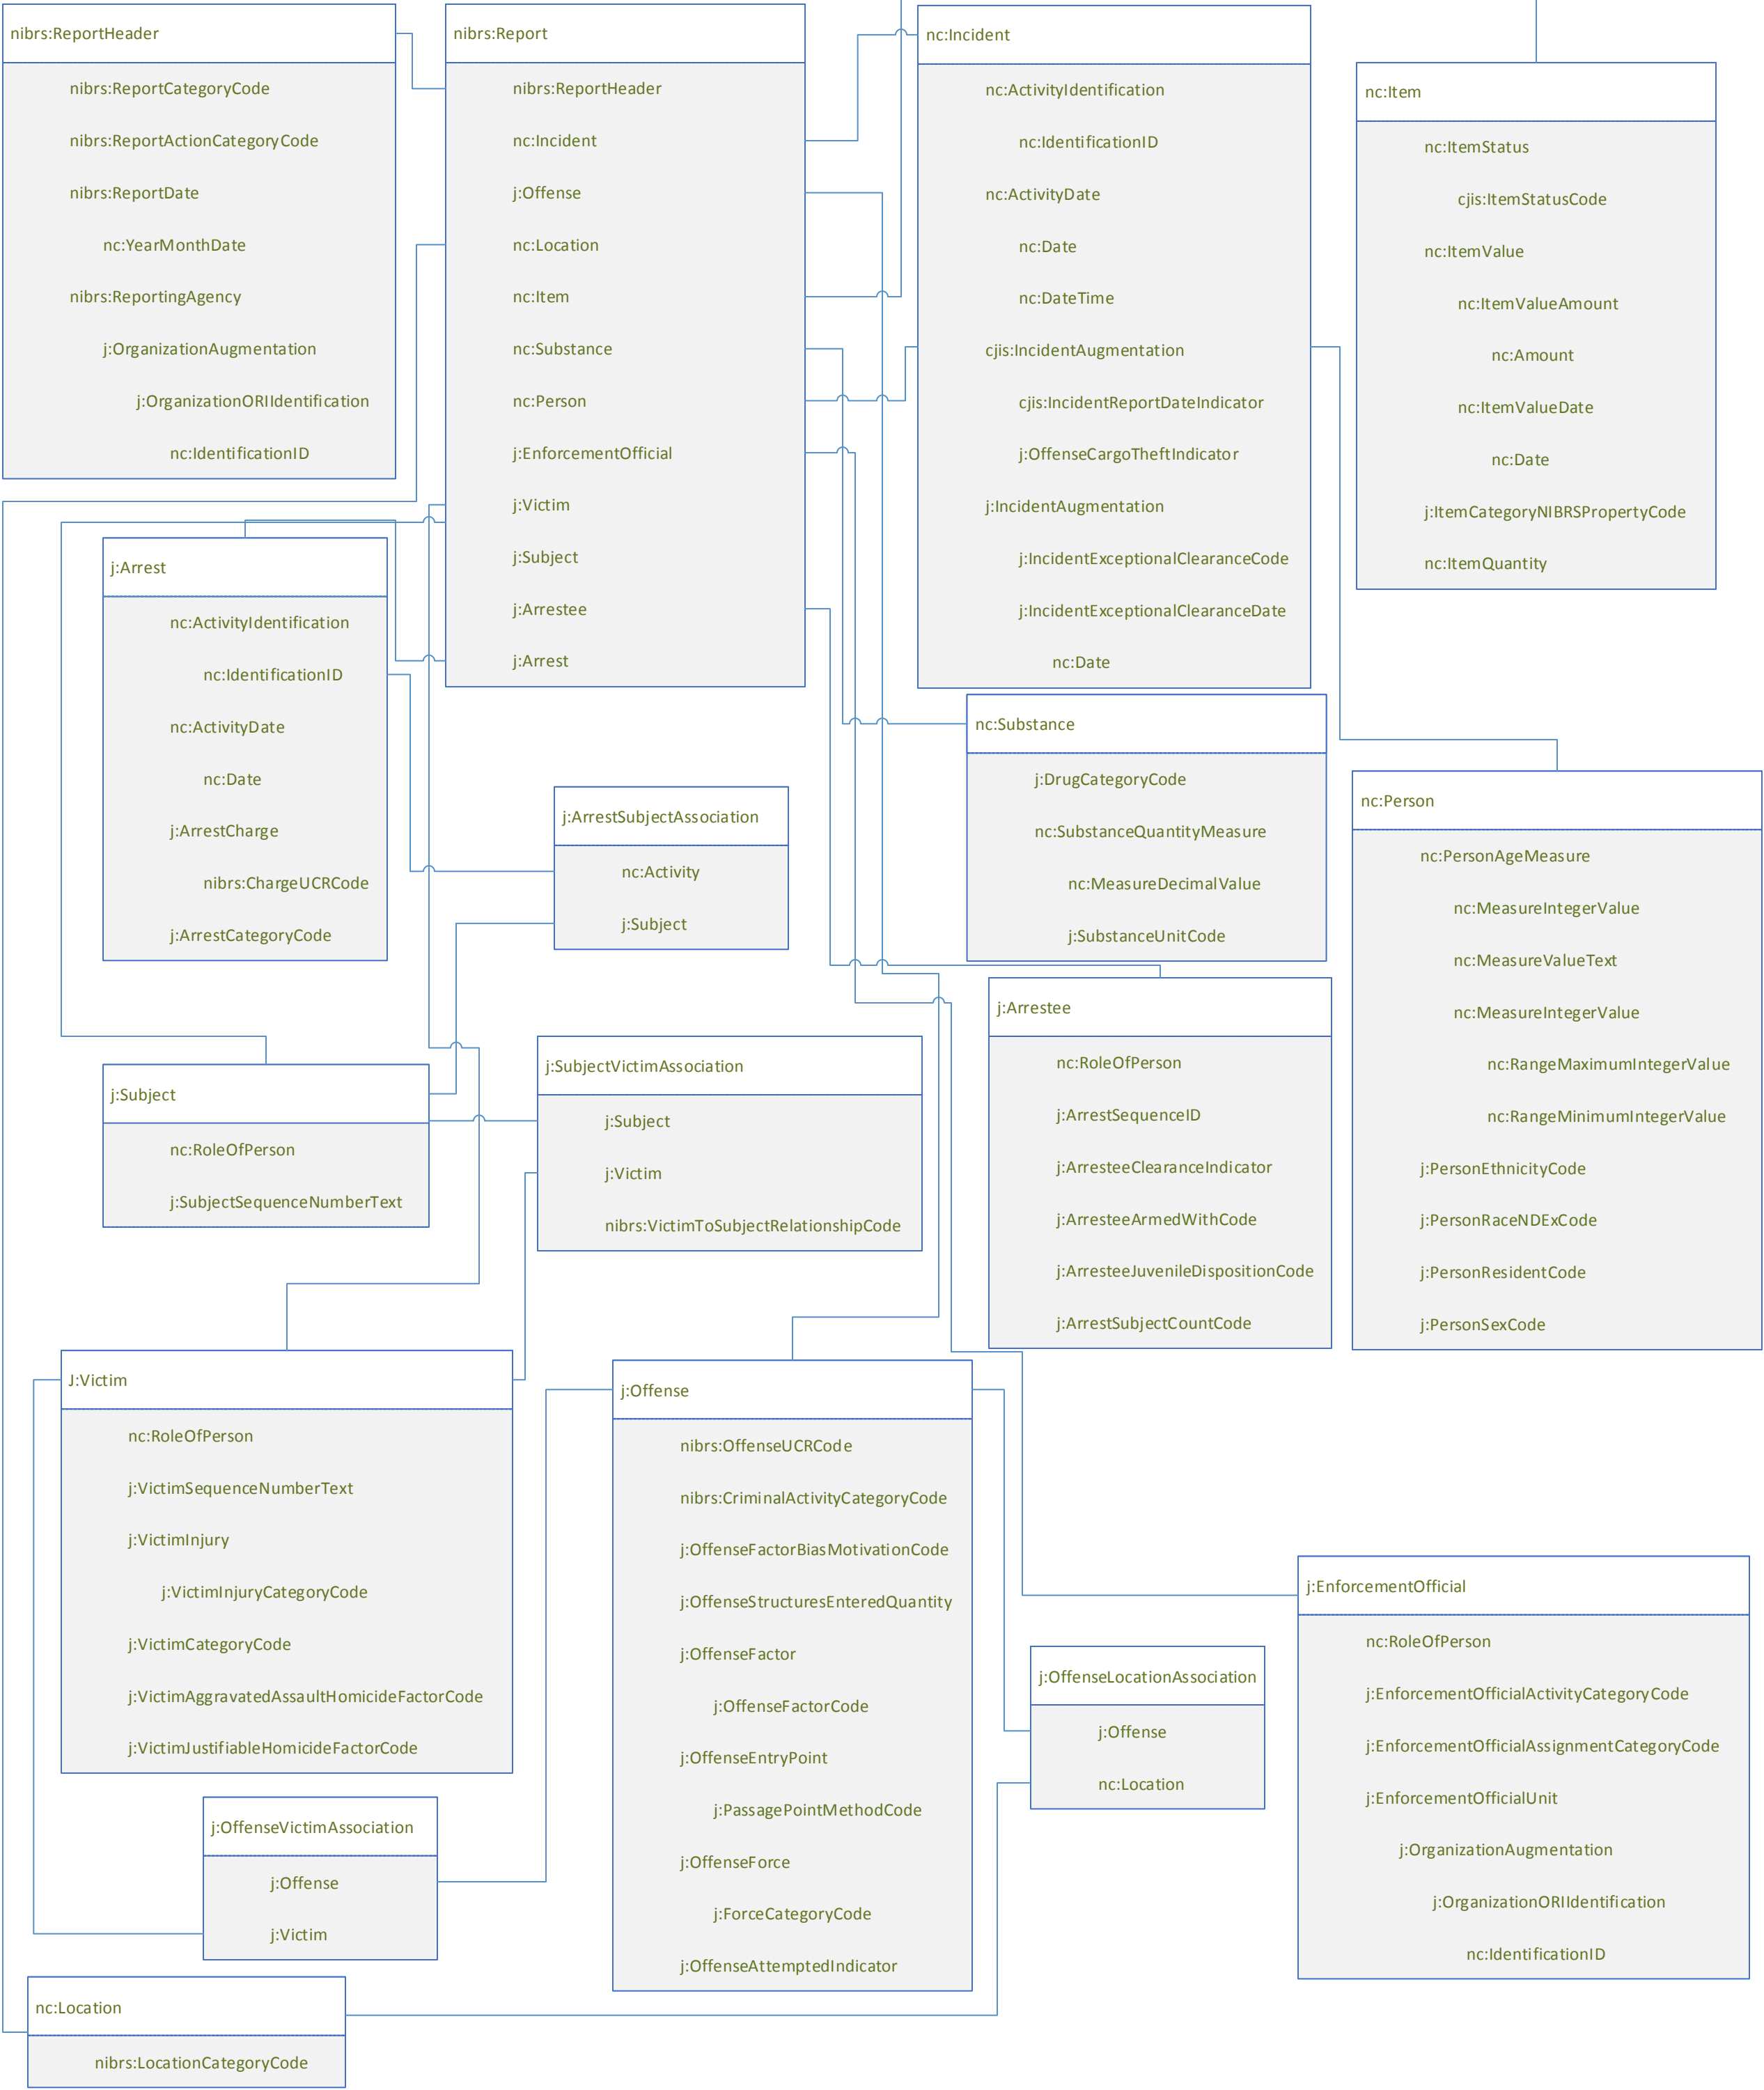 nibrs:ReportHeader
nibrs:ReportCategoryCode
nibrs:ReportActionCategoryCode
nibrs:ReportDate
nc:YearMonthDate
nibrs:ReportingAgency
j:OrganizationAugmentation
j:OrganizationORIIdentification
nc:IdentificationID
nibrs:Report
nibrs:ReportHeader
nc:Incident
j:Offense
nc:Location
nc:Item
nc:Substance
nc:Person
j:EnforcementOfficial
j:Victim
j:Subject
j:Arrestee
j:Arrest
nc:Incident
nc:ActivityIdentification
nc:IdentificationID
nc:ActivityDate
nc:Date
nc:DateTime
cjis:IncidentAugmentation
cjis:IncidentReportDateIndicator
j:OffenseCargoTheftIndicator
j:IncidentAugmentation
j:IncidentExceptionalClearanceCode
j:IncidentExceptionalClearanceDate
nc:Date
nc:Item
nc:ItemStatus
cjis:ItemStatusCode
nc:ItemValue
nc:ItemValueAmount
nc:Amount
nc:ItemValueDate
nc:Date
j:ItemCategoryNIBRSPropertyCode
nc:ItemQuantity
j:Arrest
nc:ActivityIdentification
nc:IdentificationID
nc:ActivityDate
nc:Date
j:ArrestCharge
nibrs:ChargeUCRCode
j:ArrestCategoryCode
j:ArrestSubjectAssociation
nc:Activity
j:Subject
nc:Substance
j:DrugCategoryCode
nc:SubstanceQuantityMeasure
nc:MeasureDecimalValue
j:SubstanceUnitCode
nc:Person
nc:PersonAgeMeasure
nc:MeasureIntegerValue
nc:MeasureValueText
nc:MeasureIntegerValue
nc:RangeMaximumIntegerValue
nc:RangeMinimumIntegerValue
j:PersonEthnicityCode
j:PersonRaceNDExCode
j:PersonResidentCode
j:PersonSexCode
j:Arrestee
nc:RoleOfPerson
j:ArrestSequenceID
j:ArresteeClearanceIndicator
j:ArresteeArmedWithCode
j:ArresteeJuvenileDispositionCode
j:ArrestSubjectCountCode
j:Subject
nc:RoleOfPerson
j:SubjectSequenceNumberText
j:SubjectVictimAssociation
j:Subject
j:Victim
nibrs:VictimToSubjectRelationshipCode
J:Victim
nc:RoleOfPerson
j:VictimSequenceNumberText
j:VictimInjury
j:VictimInjuryCategoryCode
j:VictimCategoryCode
j:VictimAggravatedAssaultHomicideFactorCode
j:VictimJustifiableHomicideFactorCode
j:Offense
nibrs:OffenseUCRCode
nibrs:CriminalActivityCategoryCode
j:OffenseFactorBiasMotivationCode
j:OffenseStructuresEnteredQuantity
j:OffenseFactor
j:OffenseFactorCode
j:OffenseEntryPoint
j:PassagePointMethodCode
j:OffenseForce
j:ForceCategoryCode
j:OffenseAttemptedIndicator
j:EnforcementOfficial
nc:RoleOfPerson
j:EnforcementOfficialActivityCategoryCode
j:EnforcementOfficialAssignmentCategoryCode
j:EnforcementOfficialUnit
j:OrganizationAugmentation
j:OrganizationORIIdentification
nc:IdentificationID
j:OffenseLocationAssociation
j:Offense
nc:Location
j:OffenseVictimAssociation
j:Offense
j:Victim
nc:Location
nibrs:LocationCategoryCode